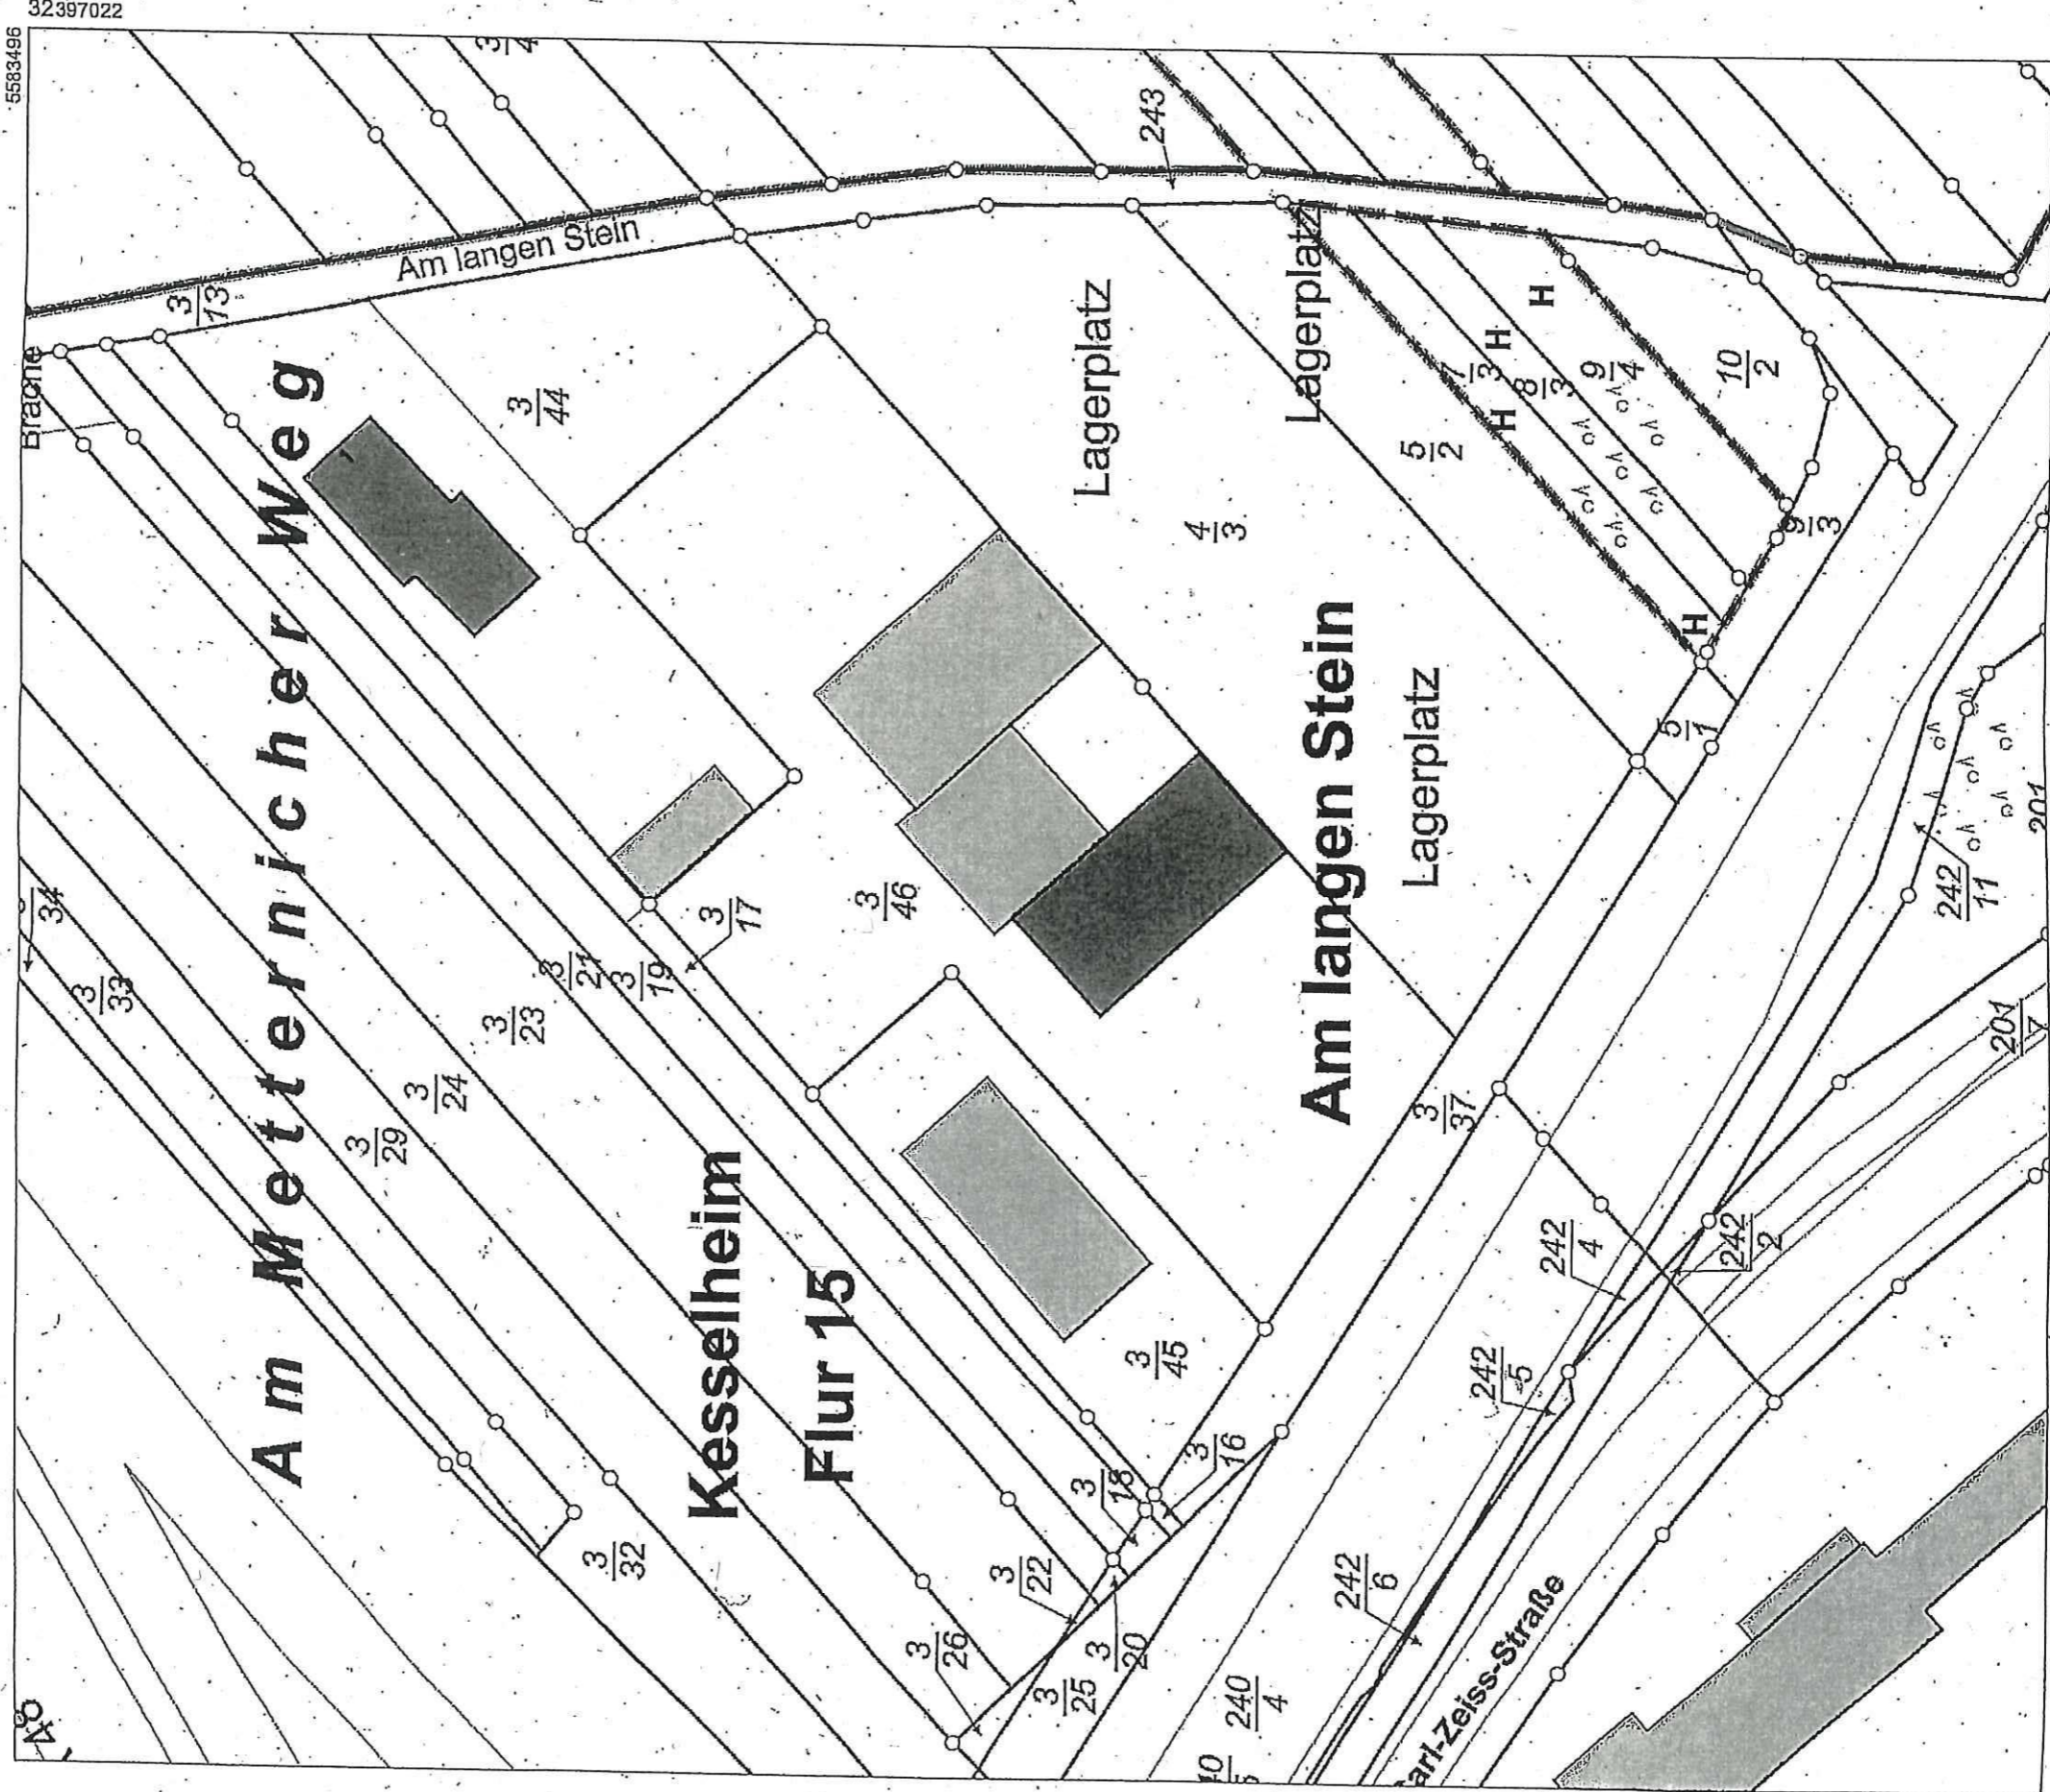 32397022
5583496
3/4
243
Am langen Stein
3/13
Brache
Am Metternicher Weg
1
3/44
Lagerplatz
Lagerplatz
H
H
H
H
7/3
8/3
9/4
10/2
5/2
9/3
4/3
5/1
Am langen Stein
Lagerplatz
34
3/33
3/21
3/19
3/17
3/46
3/23
3/24
3/29
Kesselheim
Flur 15
3/37
242/11
201
201/7
242/4
242/2
242/5
3/45
3/16
3/18
3/32
3/22
3/26
3/20
3/25
242/6
240/4
arl-Zeiss-Straße